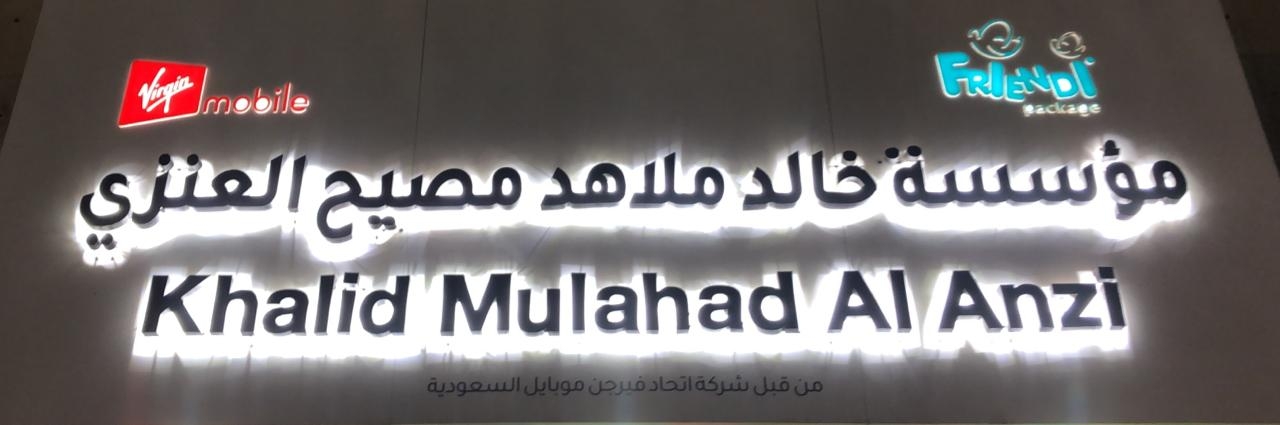 Virgin mobile
FRiENDi package
مؤسسة خالد ملاهد مصيح العنزي
Khalid Mulahad Al Anzi
من قبل شركة اتحاد فيرجن موبايل السعودية